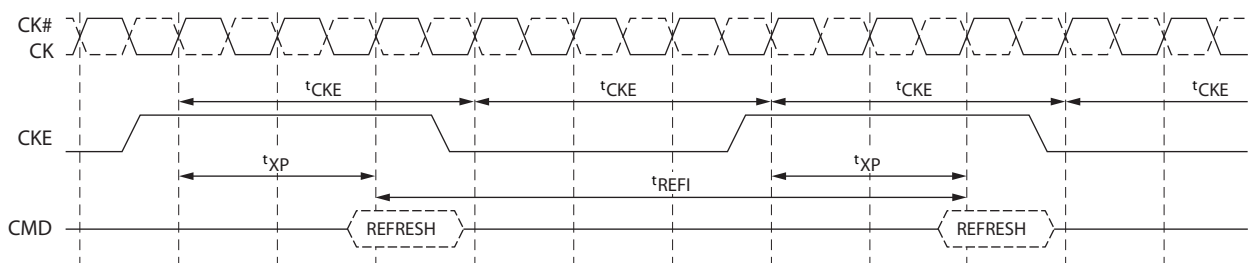 CK#
CK
tCKE tCKE tCKE tCKE
CKE
tXP tXP
tREFI
CMD REFRESH REFRESH